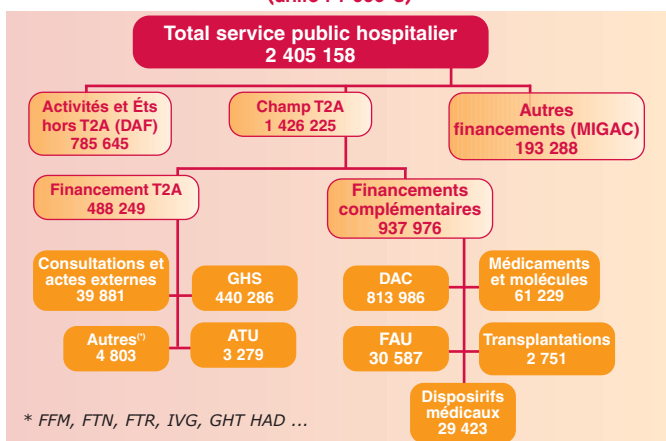 Total service public hospitalier
2 405 158
Activités et Éts
hors T2A (DAF)
785 645
Champ T2A
1 426 225
Autres
financements (MIGAC)
193 288
Financement T2A
488 249
Financements
complémentaires
937 976
Consultations et
actes externes
39 881
GHS
440 286
DAC
813 986
Médicaments
et molécules
61 229
Autres(*)
4 803
ATU
3 279
FAU
30 587
Transplantations
2 751
Disposirifs
médicaux
29 423
* FFM, FTN, FTR, IVG, GHT HAD ...